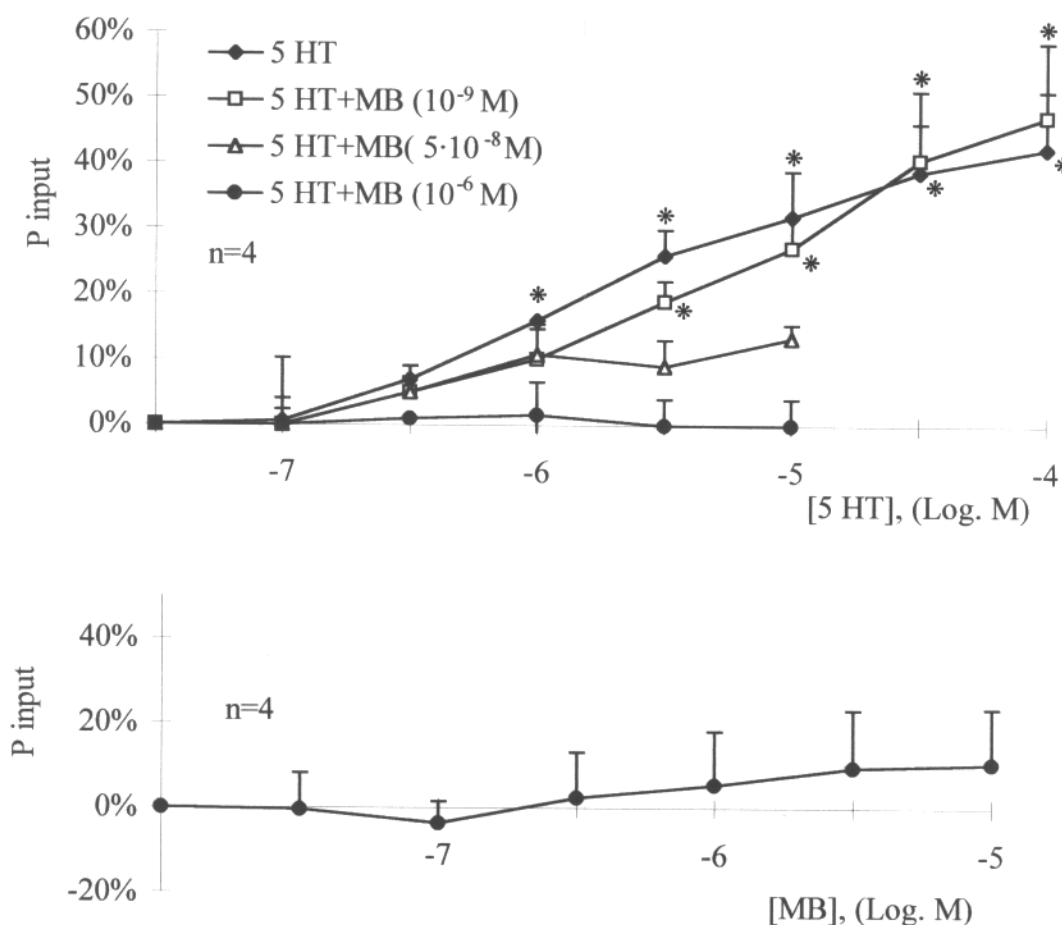 60%
50%
40%
30%
20%
10%
0%
P input
5 HT
5 HT+MB (10⁻⁹ M)
5 HT+MB( 5·10⁻⁸M)
5 HT+MB (10⁻⁶ M)
n=4
* * * * * * * * * *
-7 -6 -5 -4
[5 HT], (Log. M)
40%
20%
0%
-20%
P input
n=4
-7 -6 -5
[MB], (Log. M)